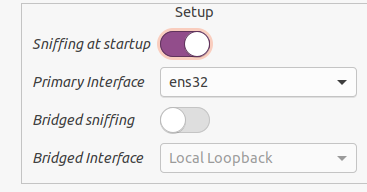 Setup
Sniffing at startup
Primary Interface ens32
Bridged sniffing
Bridged Interface Local Loopback